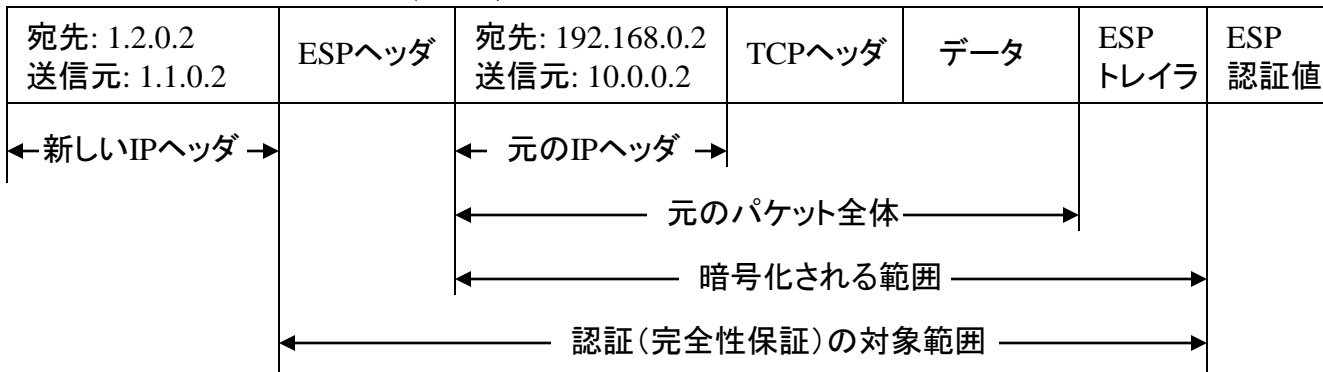 宛先: 1.2.0.2
送信元: 1.1.0.2
ESPヘッダ
宛先: 192.168.0.2
送信元: 10.0.0.2
TCPヘッダ
データ
ESP
トレイラ
ESP
認証値
新しいIPヘッダ
元のIPヘッダ
元のパケット全体
暗号化される範囲
認証(完全性保証)の対象範囲